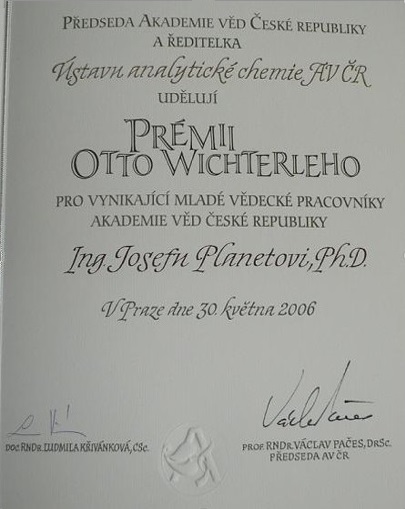 Předseda Akademie věd České republiky
a ředitelka
Ústavu analytické chemie AV ČR
udělují
Prémii
Otto Wichterleho
pro vynikající mladé vědecké pracovníky
Akademie věd České republiky
Ing. Josefu Planetovi, Ph.D.
V Praze dne 30. května 2006
doc. RNDr. Ludmila Křivánková, CSc.
prof. RNDr. Václav Pačes, DrSc.
předseda AV ČR